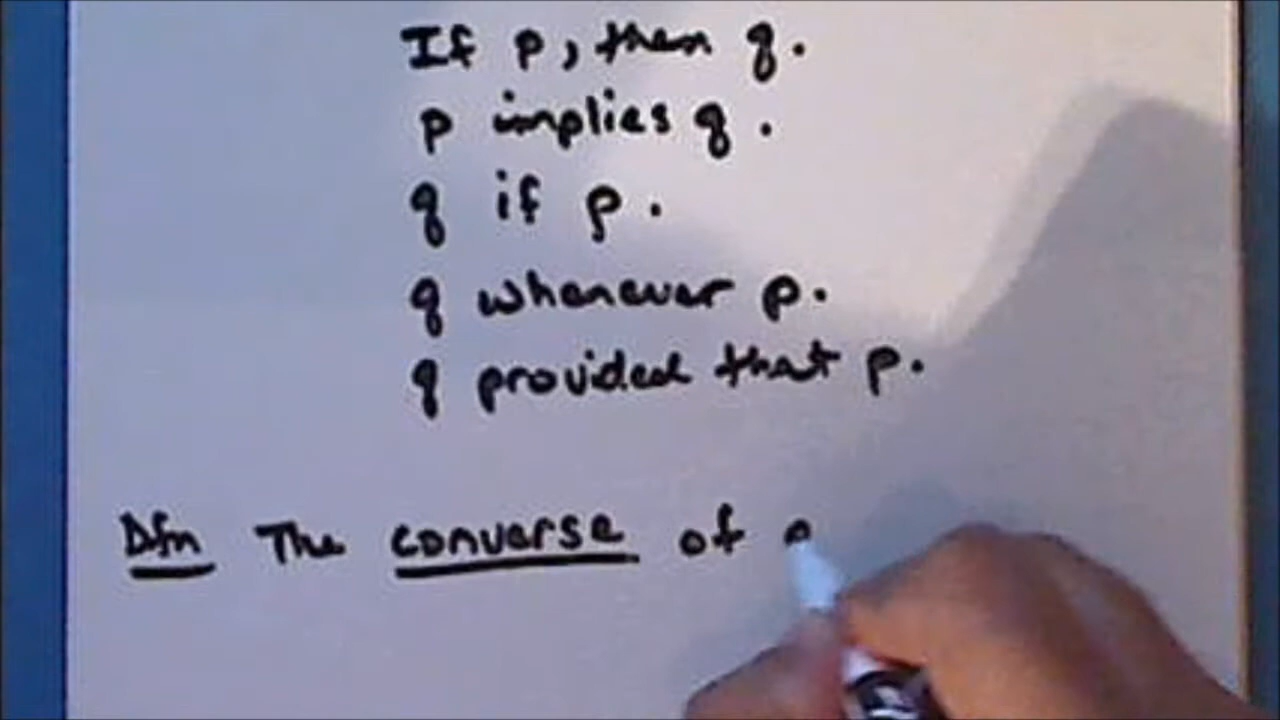 If p, then q.
p implies q.
q if p.
q whenever p.
q provided that p.
Dfn The converse of